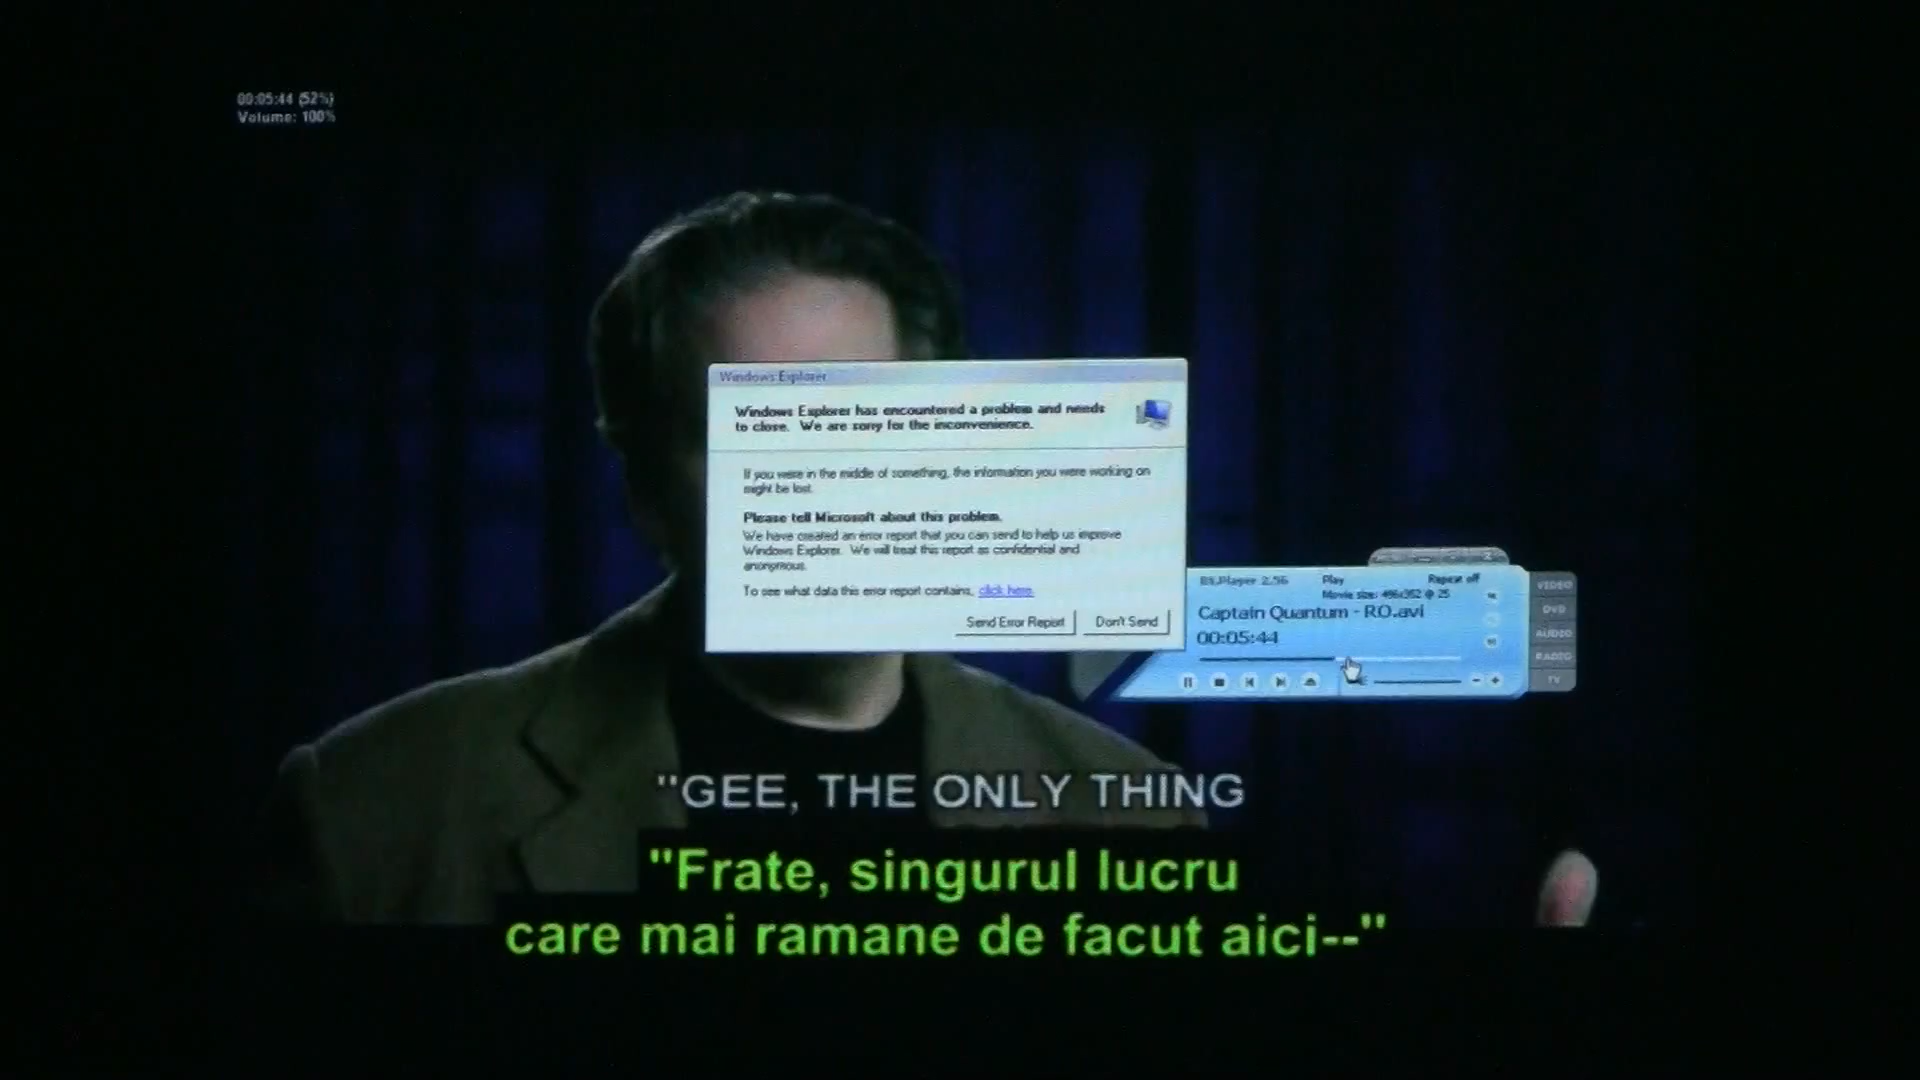 00:05:44 (52%)
Volume: 100%
Windows Explorer
Windows Explorer has encountered a problem and needs
to close. We are sorry for the inconvenience.
If you were in the middle of something, the information you were working on
might be lost.
Please tell Microsoft about this problem.
We have created an error report that you can send to help us improve
Windows Explorer. We will treat this report as confidential and
anonymous.
To see what data this error report contains, click here.
Send Error Report Don't Send
BS.Player 2.56 Play Repeat off
Movie size: 496x352 @ 25
Captain Quantum - RO.avi
00:05:44
VIDEO
DVD
AUDIO
RADIO
TV
"GEE, THE ONLY THING
"Frate, singurul lucru
care mai ramane de facut aici--"